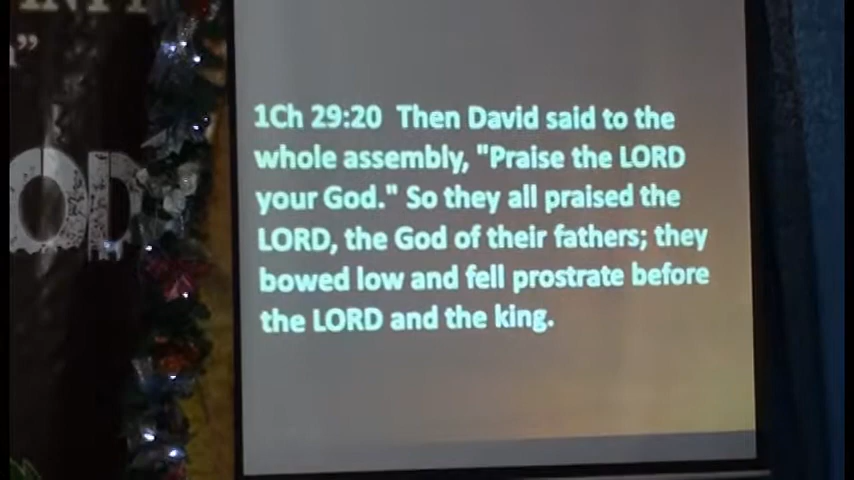 1Ch 29:20 Then David said to the
whole assembly, "Praise the LORD
your God." So they all praised the
LORD, the God of their fathers; they
bowed low and fell prostrate before
the LORD and the king.